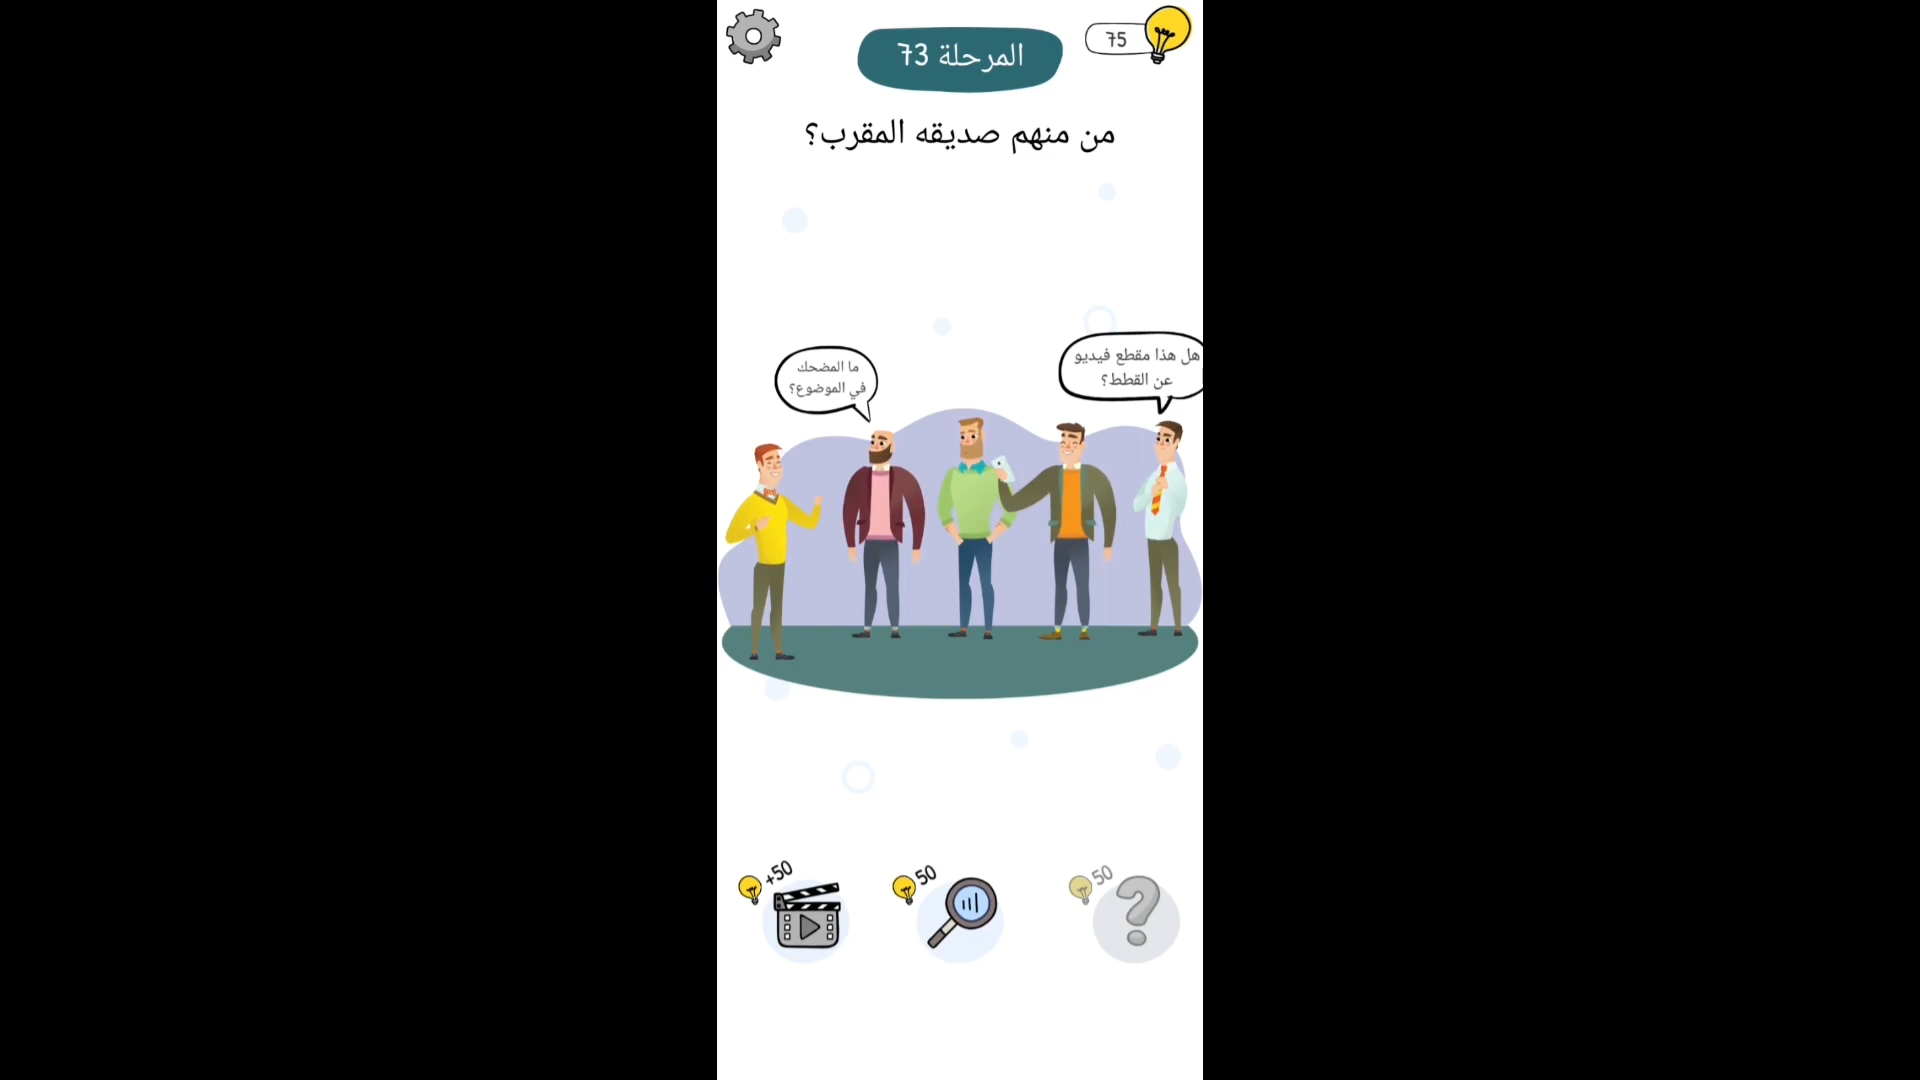 75
المرحلة 73
من منهم صديقه المقرب؟
هل هذا مقطع فيديو
عن القطط؟
ما المضحك
في الموضوع؟
+50
50
50